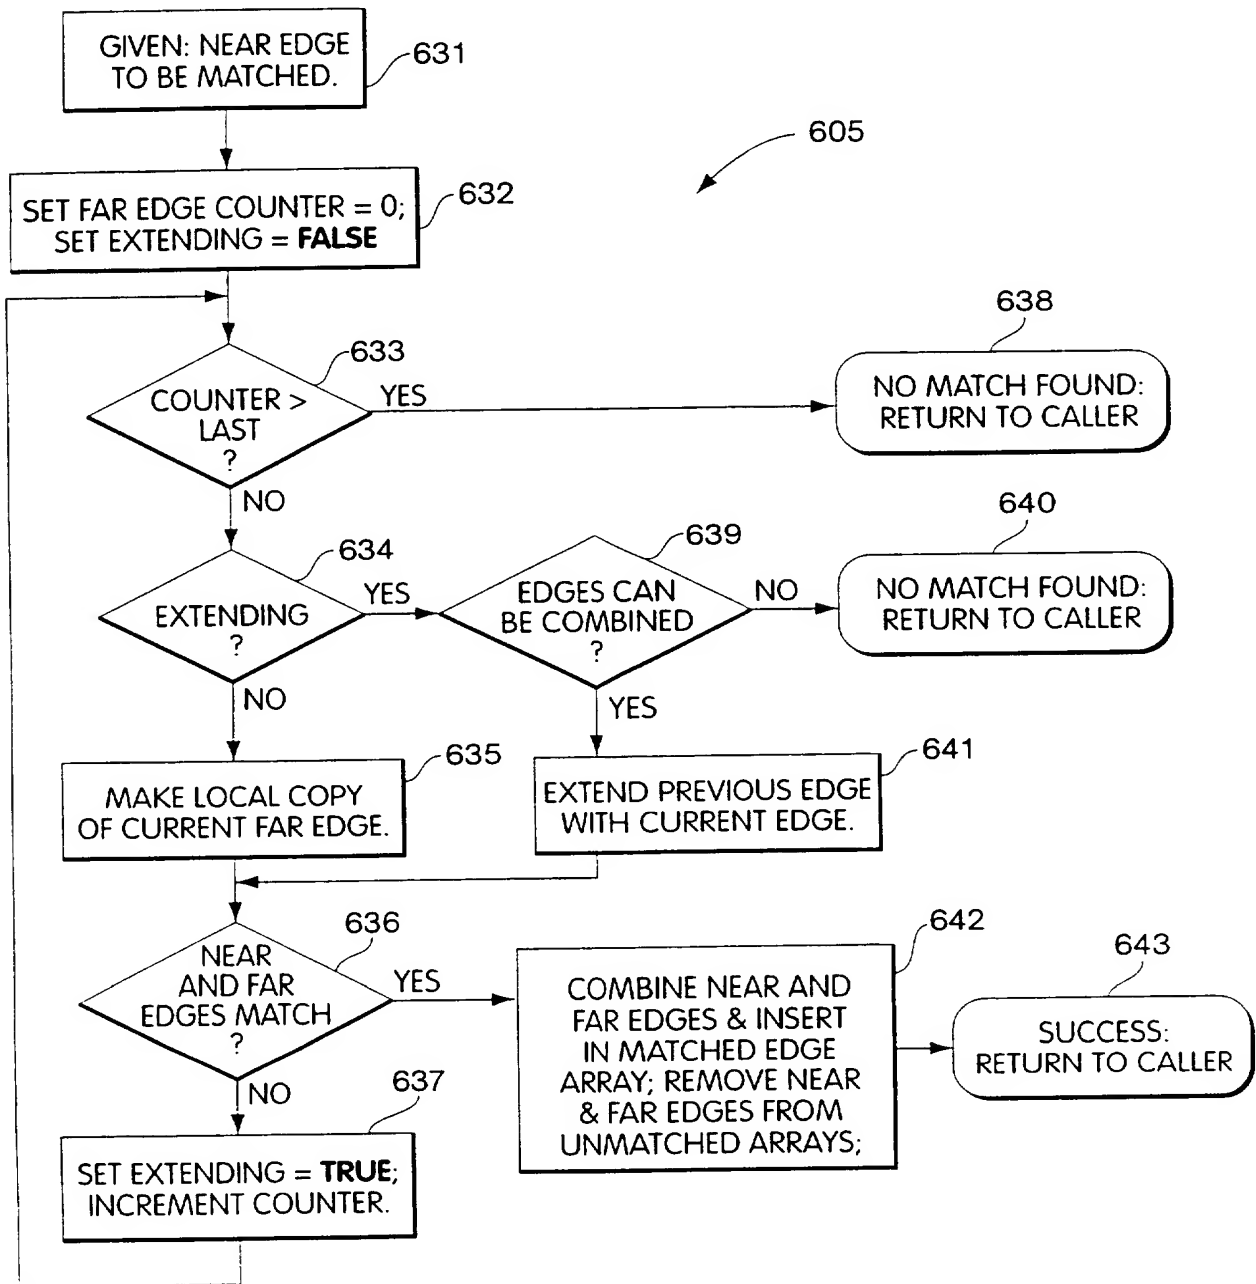 GIVEN: NEAR EDGE
TO BE MATCHED.
631
605
SET FAR EDGE COUNTER = 0;
SET EXTENDING = FALSE
632
633
COUNTER >
LAST
?
YES
NO
638
NO MATCH FOUND:
RETURN TO CALLER
634
EXTENDING
?
YES
NO
639
EDGES CAN
BE COMBINED
?
NO
YES
640
NO MATCH FOUND:
RETURN TO CALLER
635
MAKE LOCAL COPY
OF CURRENT FAR EDGE.
641
EXTEND PREVIOUS EDGE
WITH CURRENT EDGE.
636
NEAR
AND FAR
EDGES MATCH
?
YES
NO
642
COMBINE NEAR AND
FAR EDGES & INSERT
IN MATCHED EDGE
ARRAY; REMOVE NEAR
& FAR EDGES FROM
UNMATCHED ARRAYS;
643
SUCCESS:
RETURN TO CALLER
637
SET EXTENDING = TRUE;
INCREMENT COUNTER.